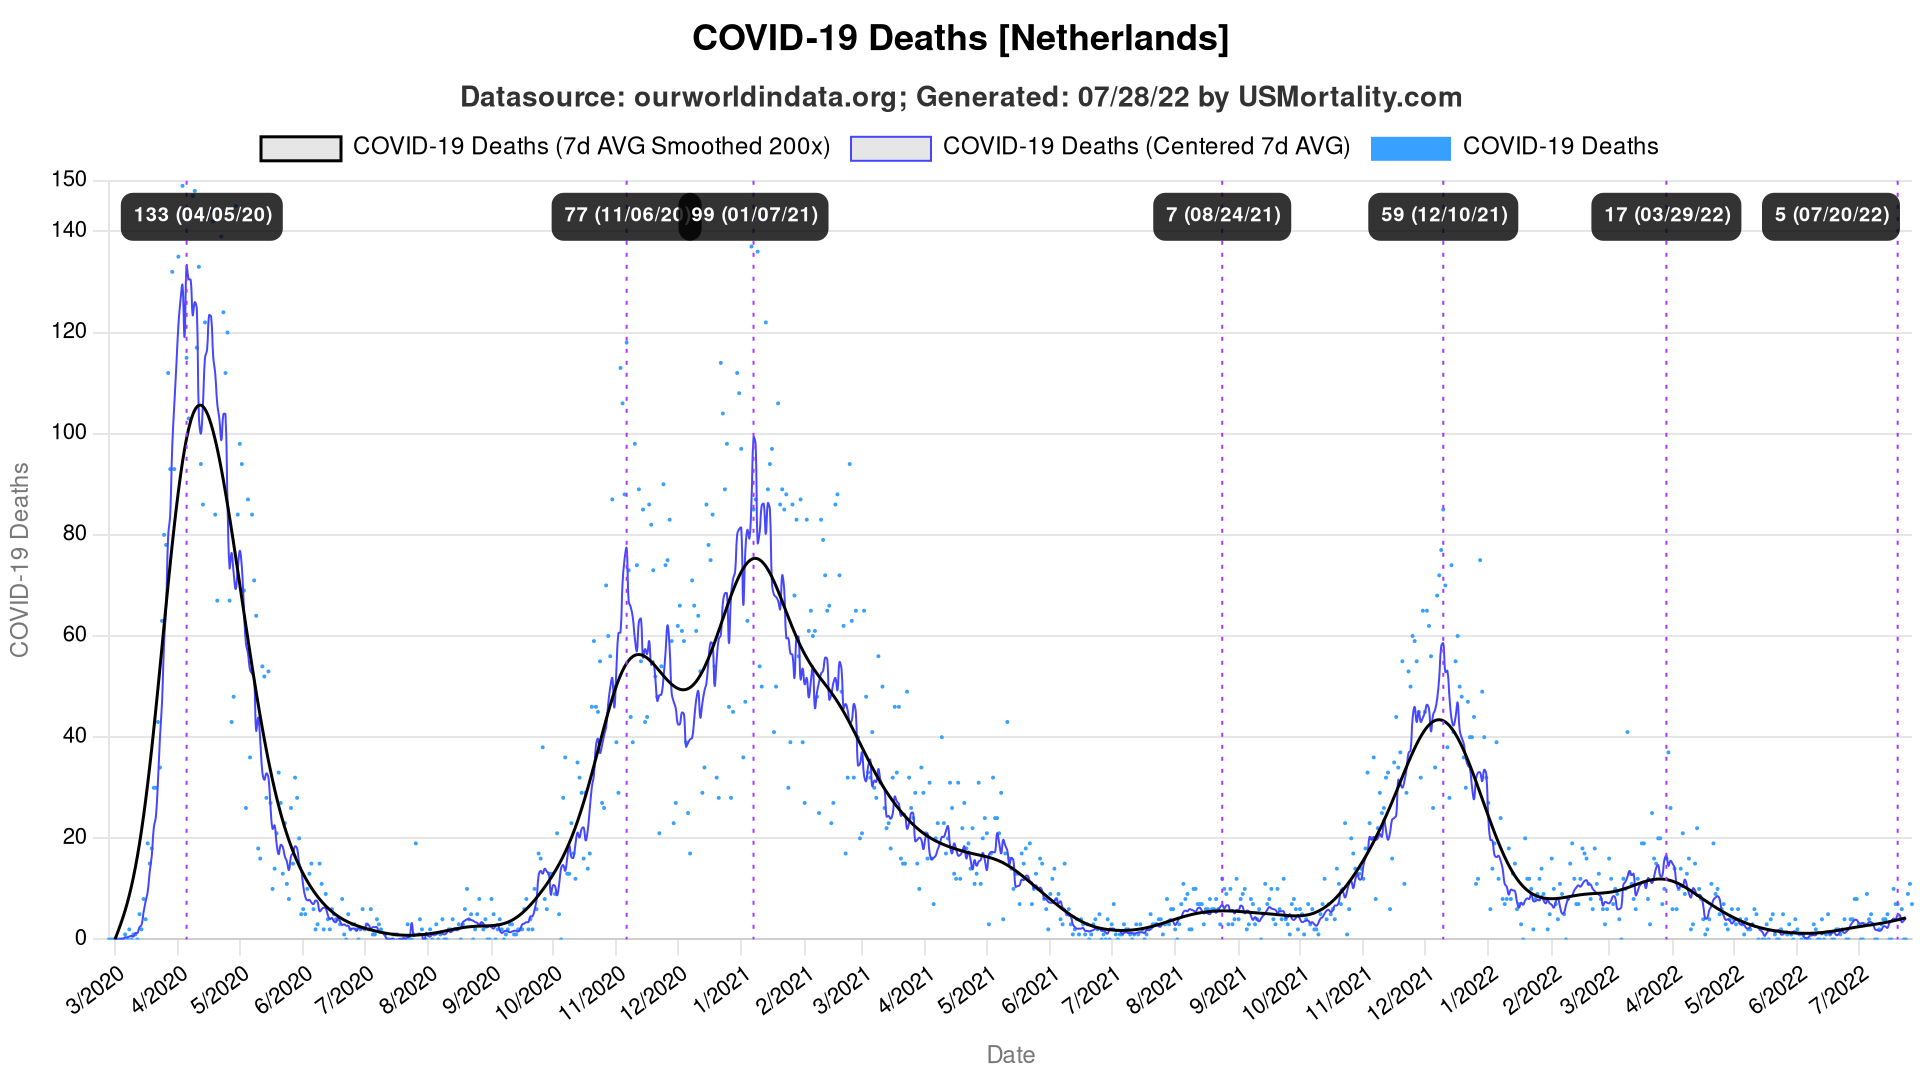 COVID-19 Deaths [Netherlands]
Datasource: ourworldindata.org; Generated: 07/28/22 by USMortality.com
COVID-19 Deaths (7d AVG Smoothed 200x) COVID-19 Deaths (Centered 7d AVG) COVID-19 Deaths
150
133 (04/05/20) 77 (11/06/20) 99 (01/07/21) 7 (08/24/21) 59 (12/10/21) 17 (03/29/22) 5 (07/20/22)
140
120
100
80
60
40
20
0
COVID-19 Deaths
3/2020 4/2020 5/2020 6/2020 7/2020 8/2020 9/2020 10/2020 11/2020 12/2020 1/2021 2/2021 3/2021 4/2021 5/2021 6/2021 7/2021 8/2021 9/2021 10/2021 11/2021 12/2021 1/2022 2/2022 3/2022 4/2022 5/2022 6/2022 7/2022
Date